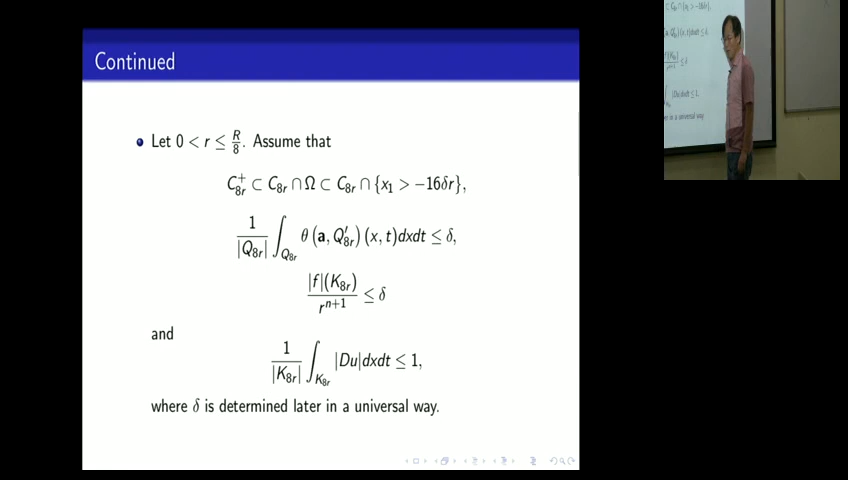 Continued
• Let 0 < r ≤ R/8. Assume that
C⁺₈ᵣ ⊂ C₈ᵣ ∩ Ω ⊂ C₈ᵣ ∩ {x₁ > −16δr},
1/|Q₈ᵣ| ∫_{Q₈ᵣ} θ (a, Q′₈ᵣ) (x, t)dxdt ≤ δ,
|f|(K₈ᵣ)/rⁿ⁺¹ ≤ δ
and
1/|K₈ᵣ| ∫_{K₈ᵣ} |Du|dxdt ≤ 1,
where δ is determined later in a universal way.